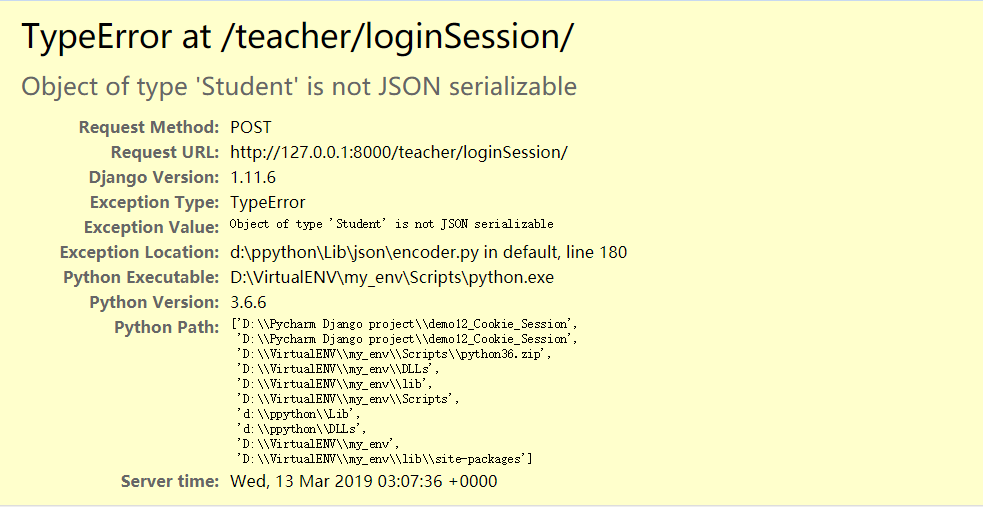 TypeError at /teacher/loginSession/
Object of type 'Student' is not JSON serializable
Request Method: POST
Request URL: http://127.0.0.1:8000/teacher/loginSession/
Django Version: 1.11.6
Exception Type: TypeError
Exception Value: Object of type 'Student' is not JSON serializable
Exception Location: d:\ppython\Lib\json\encoder.py in default, line 180
Python Executable: D:\VirtualENV\my_env\Scripts\python.exe
Python Version: 3.6.6
Python Path: ['D:\\Pycharm Django project\\demo12_Cookie_Session',
'D:\\Pycharm Django project\\demo12_Cookie_Session',
'D:\\VirtualENV\\my_env\\Scripts\\python36.zip',
'D:\\VirtualENV\\my_env\\DLLs',
'D:\\VirtualENV\\my_env\\lib',
'D:\\VirtualENV\\my_env\\Scripts',
'd:\\ppython\\Lib',
'd:\\ppython\\DLLs',
'D:\\VirtualENV\\my_env',
'D:\\VirtualENV\\my_env\\lib\\site-packages']
Server time: Wed, 13 Mar 2019 03:07:36 +0000